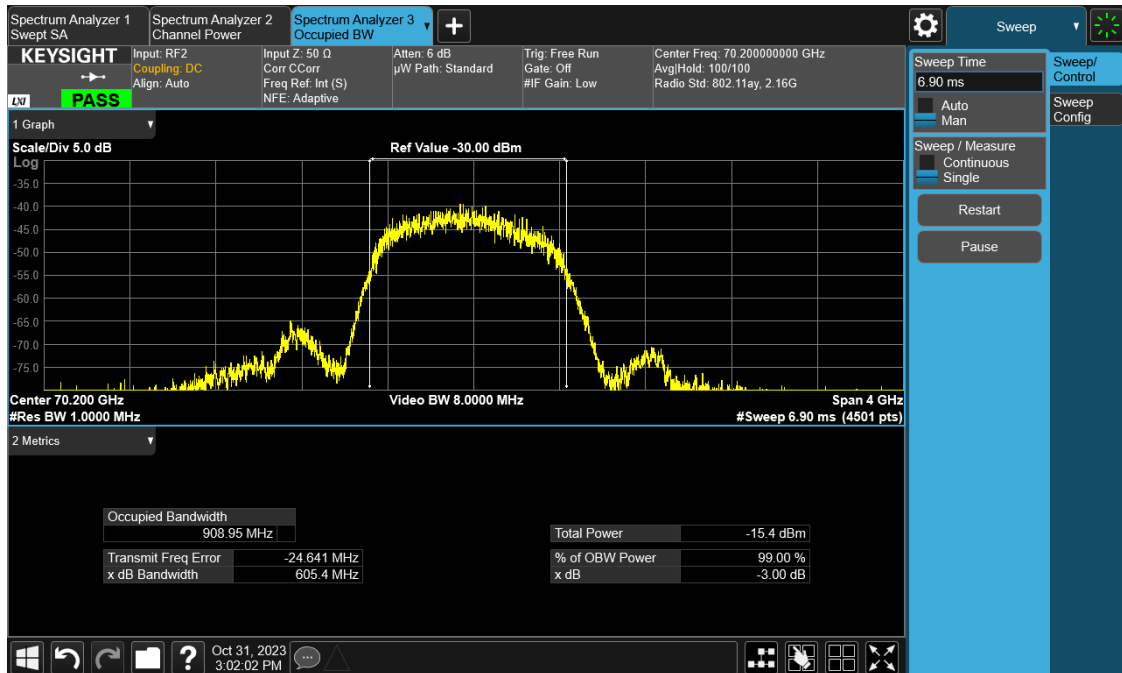 Spectrum Analyzer 1
Swept SA
Spectrum Analyzer 2
Channel Power
Spectrum Analyzer 3
Occupied BW
Sweep
KEYSIGHT
LXI
PASS
Input: RF2
Coupling: DC
Align: Auto
Input Z: 50 Ω
Corr CCorr
Freq Ref: Int (S)
NFE: Adaptive
Atten: 6 dB
µW Path: Standard
Trig: Free Run
Gate: Off
#IF Gain: Low
Center Freq: 70.200000000 GHz
Avg|Hold: 100/100
Radio Std: 802.11ay, 2.16G
Sweep Time
6.90 ms
Auto
Man
Sweep / Measure
Continuous
Single
Restart
Pause
Sweep/
Control
Sweep
Config
1 Graph
Scale/Div 5.0 dB
Ref Value -30.00 dBm
Log
-35.0
-40.0
-45.0
-50.0
-55.0
-60.0
-65.0
-70.0
-75.0
Center 70.200 GHz
Video BW 8.0000 MHz
Span 4 GHz
#Res BW 1.0000 MHz
#Sweep 6.90 ms (4501 pts)
2 Metrics
Occupied Bandwidth
908.95 MHz
Total Power -15.4 dBm
Transmit Freq Error -24.641 MHz
% of OBW Power 99.00 %
x dB Bandwidth 605.4 MHz
x dB -3.00 dB
?
Oct 31, 2023
3:02:02 PM